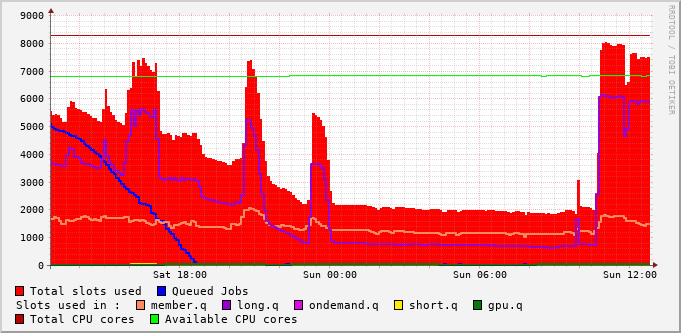 RRDTOOL / TOBI OETIKER
9000
8000
7000
6000
5000
4000
3000
2000
1000
0
Sat 18:00 Sun 00:00 Sun 06:00 Sun 12:00
Total slots used Queued Jobs
Slots used in : member.q long.q ondemand.q short.q gpu.q
Total CPU cores Available CPU cores